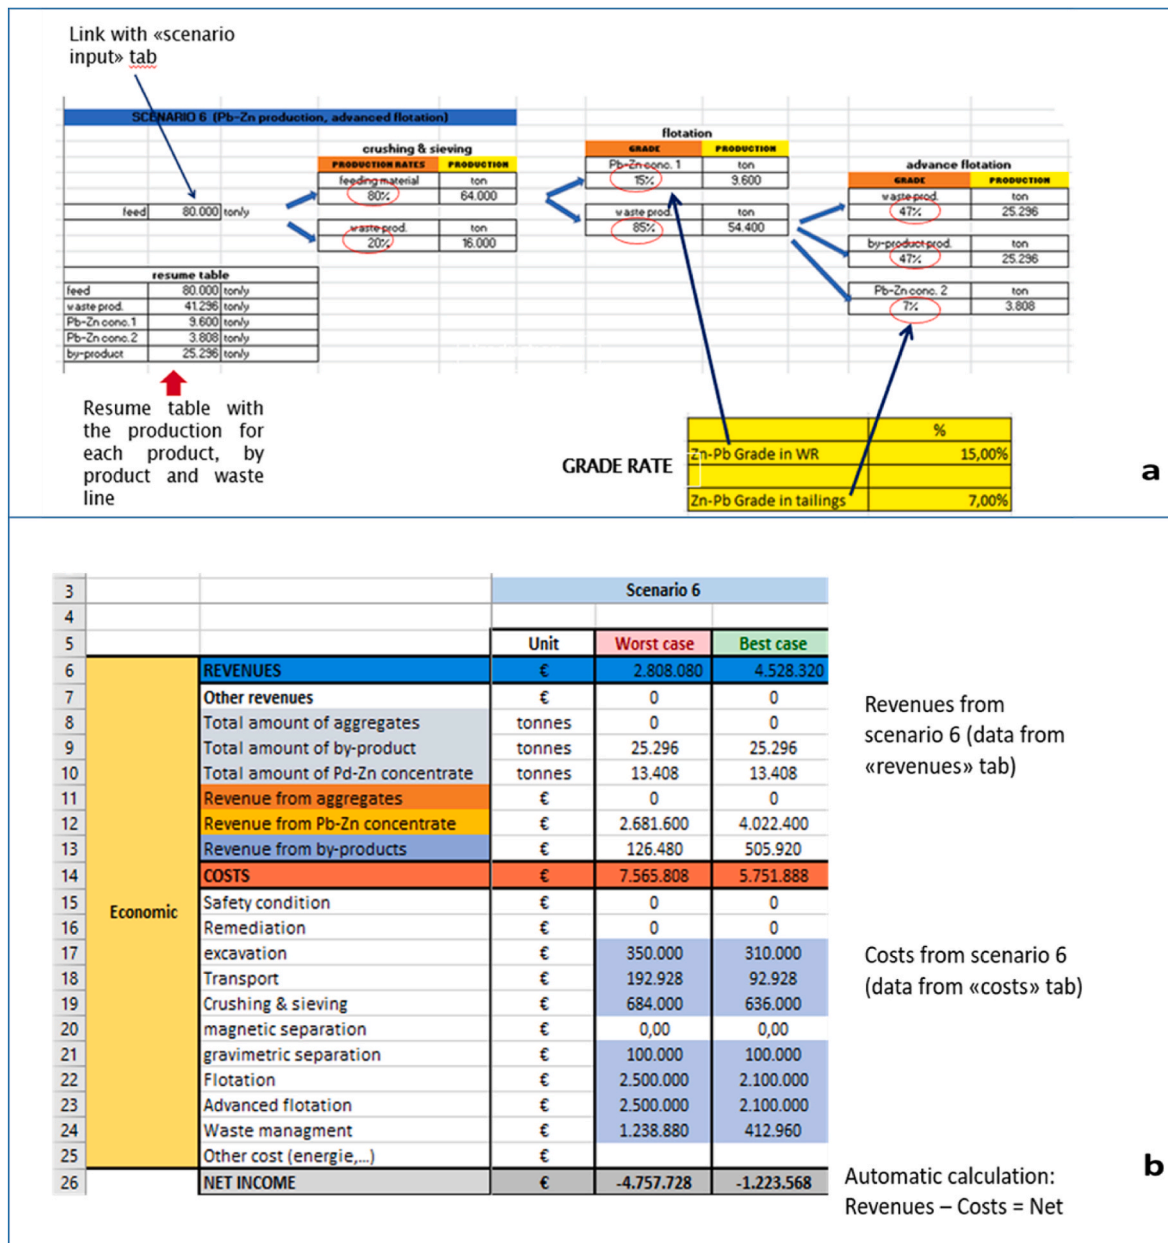 Link with «scenario
input» tab
SCENARIO 6 (Pb-Zn production, advanced flotation)
flotation
crushing & sieving
GRADE PRODUCTION
PRODUCTION RATES PRODUCTION
Pb-Zn conc. 1 ton
advance flotation
feeding material ton
15% 9.600
GRADE PRODUCTION
80% 64.000
waste prod. ton
feed 80.000 ton/y
waste prod. ton
47% 25.296
waste prod. ton
85% 54.400
20% 16.000
by-product prod. ton
47% 25.296
resume table
feed 80.000 ton/y
Pb-Zn conc. 2 ton
waste prod. 41.296 ton/y
7% 3.808
Pb-Zn conc.1 9.600 ton/y
Pb-Zn conc.2 3.808 ton/y
by-product 25.296 ton/y
Resume table with
the production for
each product, by
product and waste
line
%
GRADE RATE
Zn-Pb Grade in WR 15,00%
Zn-Pb Grade in tailings 7,00%
a
3 Scenario 6
4
5 Unit Worst case Best case
6 REVENUES € 2.808.080 4.528.320
7 Other revenues € 0 0
8 Total amount of aggregates tonnes 0 0
9 Total amount of by-product tonnes 25.296 25.296
10 Total amount of Pd-Zn concentrate tonnes 13.408 13.408
11 Revenue from aggregates € 0 0
12 Revenue from Pb-Zn concentrate € 2.681.600 4.022.400
13 Revenue from by-products € 126.480 505.920
14 COSTS € 7.565.808 5.751.888
15 Safety condition € 0 0
Economic
16 Remediation € 0 0
17 excavation € 350.000 310.000
18 Transport € 192.928 92.928
19 Crushing & sieving € 684.000 636.000
20 magnetic separation € 0,00 0,00
21 gravimetric separation € 100.000 100.000
22 Flotation € 2.500.000 2.100.000
23 Advanced flotation € 2.500.000 2.100.000
24 Waste managment € 1.238.880 412.960
25 Other cost (energie,...) €
26 NET INCOME € -4.757.728 -1.223.568
Revenues from
scenario 6 (data from
«revenues» tab)
Costs from scenario 6
(data from «costs» tab)
b
Automatic calculation:
Revenues – Costs = Net